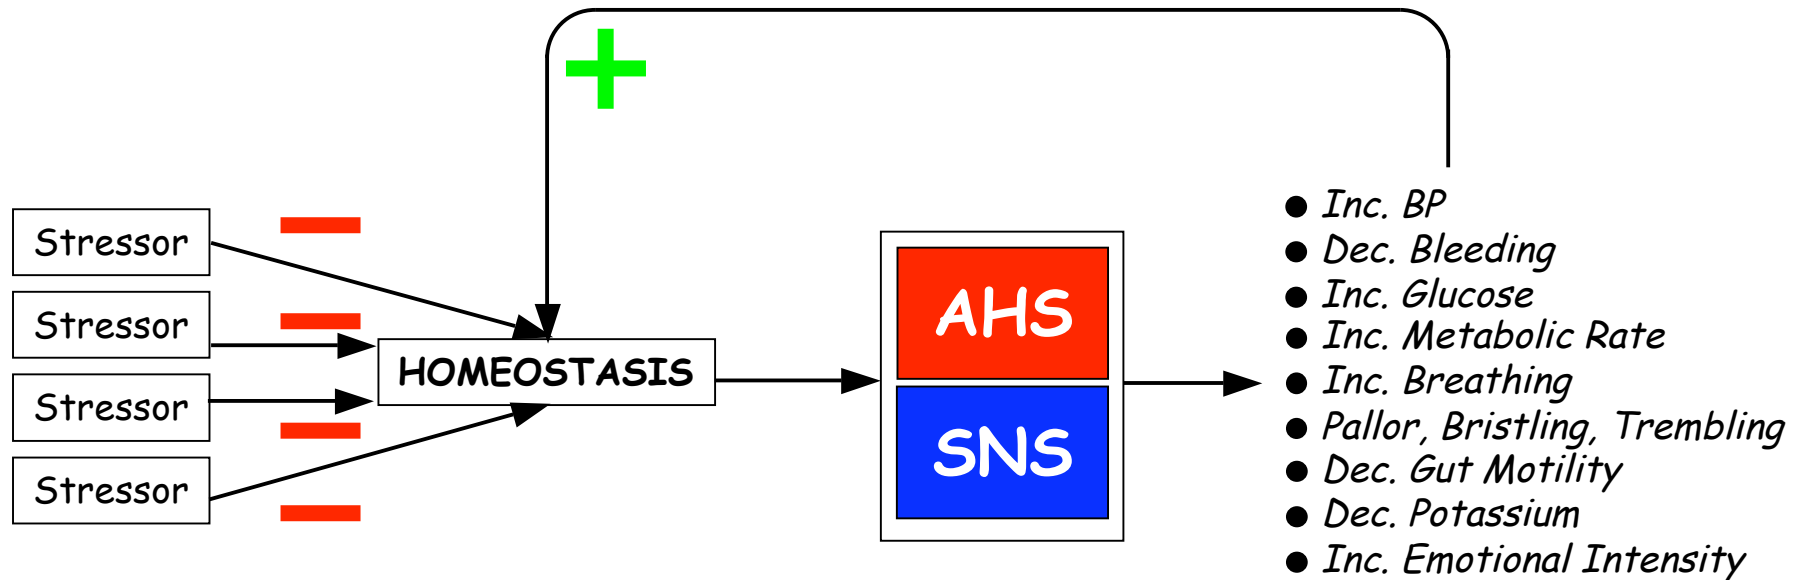 Stressor
Stressor
Stressor
Stressor
HOMEOSTASIS
AHS
SNS
● Inc. BP
● Dec. Bleeding
● Inc. Glucose
● Inc. Metabolic Rate
● Inc. Breathing
● Pallor, Bristling, Trembling
● Dec. Gut Motility
● Dec. Potassium
● Inc. Emotional Intensity